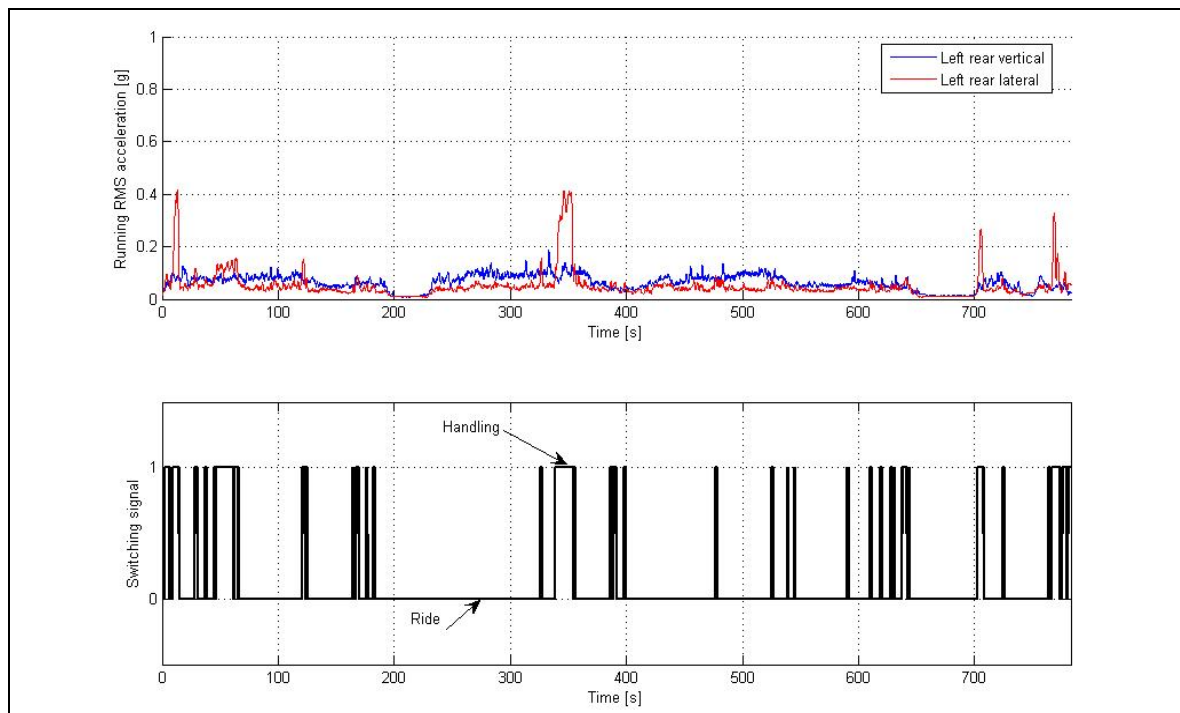 1
0.8
0.6
0.4
0.2
0
Running RMS acceleration [g]
Left rear vertical
Left rear lateral
0 100 200 300 400 500 600 700
Time [s]
Handling
1
0
Switching signal
Ride
0 100 200 300 400 500 600 700
Time [s]